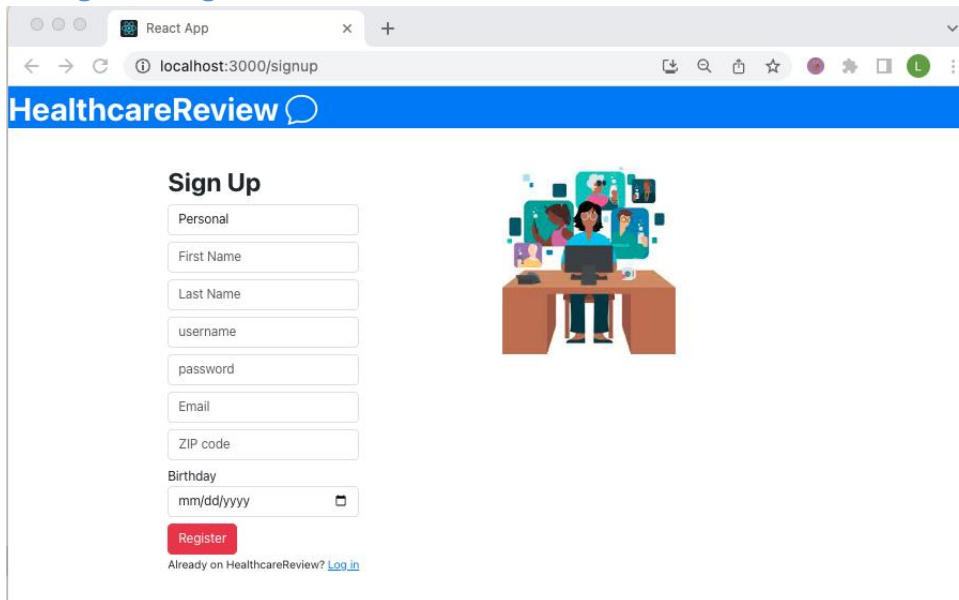 React App
localhost:3000/signup
L
HealthcareReview
Sign Up
Personal
First Name
Last Name
username
password
Email
ZIP code
Birthday
mm/dd/yyyy
Register
Already on HealthcareReview? Log in